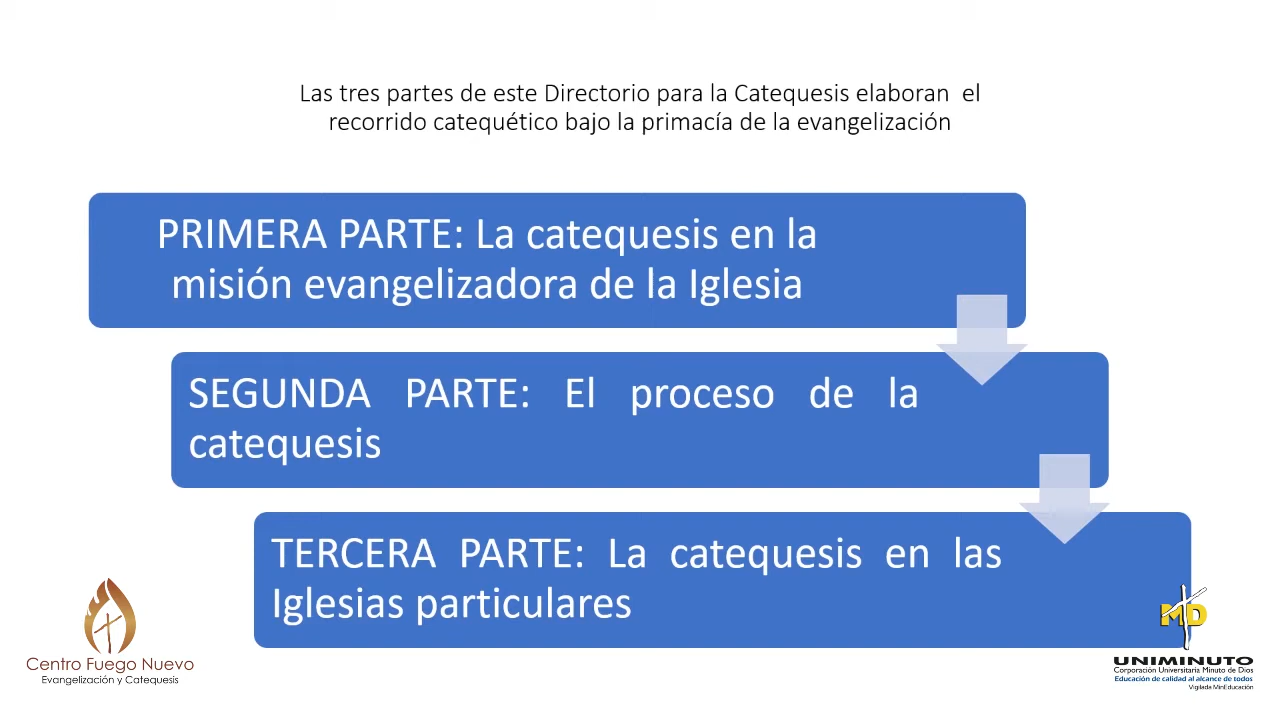 Las tres partes de este Directorio para la Catequesis elaboran el
recorrido catequético bajo la primacía de la evangelización
PRIMERA PARTE: La catequesis en la
misión evangelizadora de la Iglesia
SEGUNDA PARTE: El proceso de la
catequesis
TERCERA PARTE: La catequesis en las
Iglesias particulares
Centro Fuego Nuevo
Evangelización y Catequesis
MD
UNIMINUTO
Corporación Universitaria Minuto de Dios
Educación de calidad al alcance de todos
Vigilada MinEducación